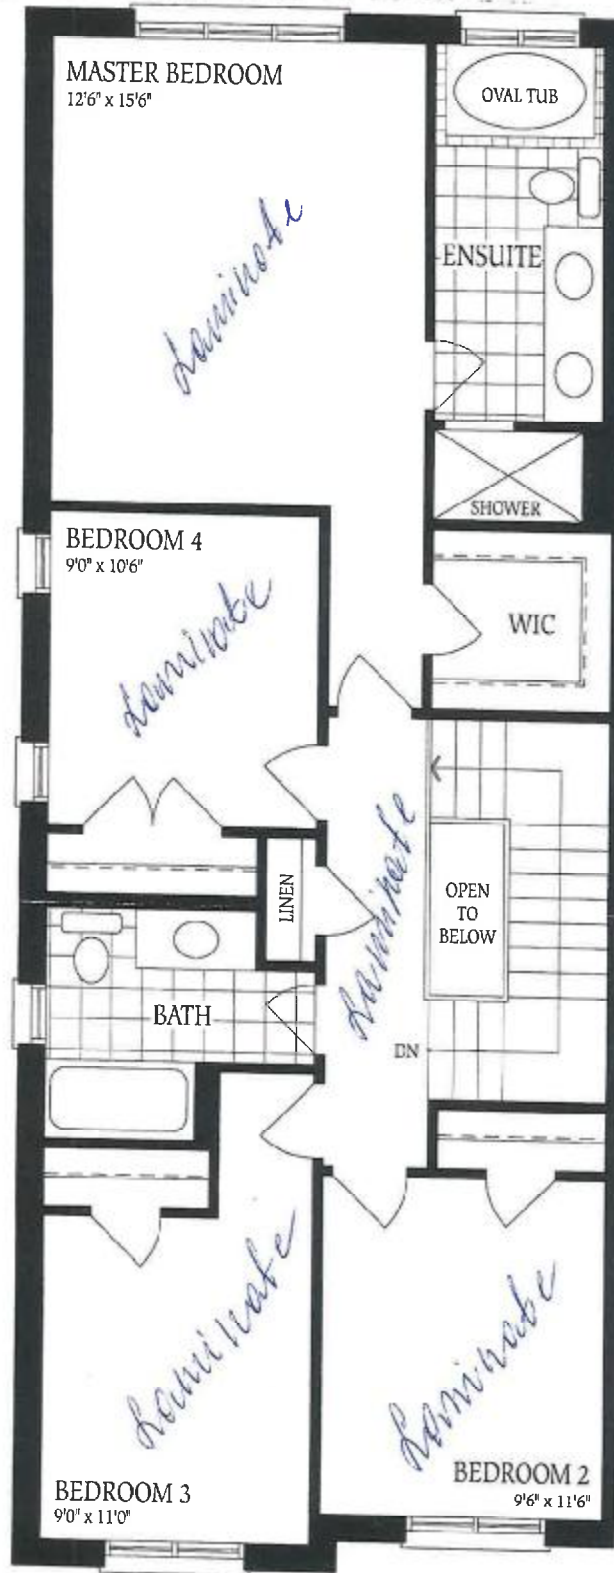 MASTER BEDROOM
12'6" x 15'6"
OVAL TUB
Laminate
ENSUITE
SHOWER
BEDROOM 4
9'0" x 10'6"
WIC
Laminate
LINEN
Laminate
OPEN
TO
BELOW
BATH
DN
Laminate
Laminate
BEDROOM 3
9'0" x 11'0"
BEDROOM 2
9'6" x 11'6"